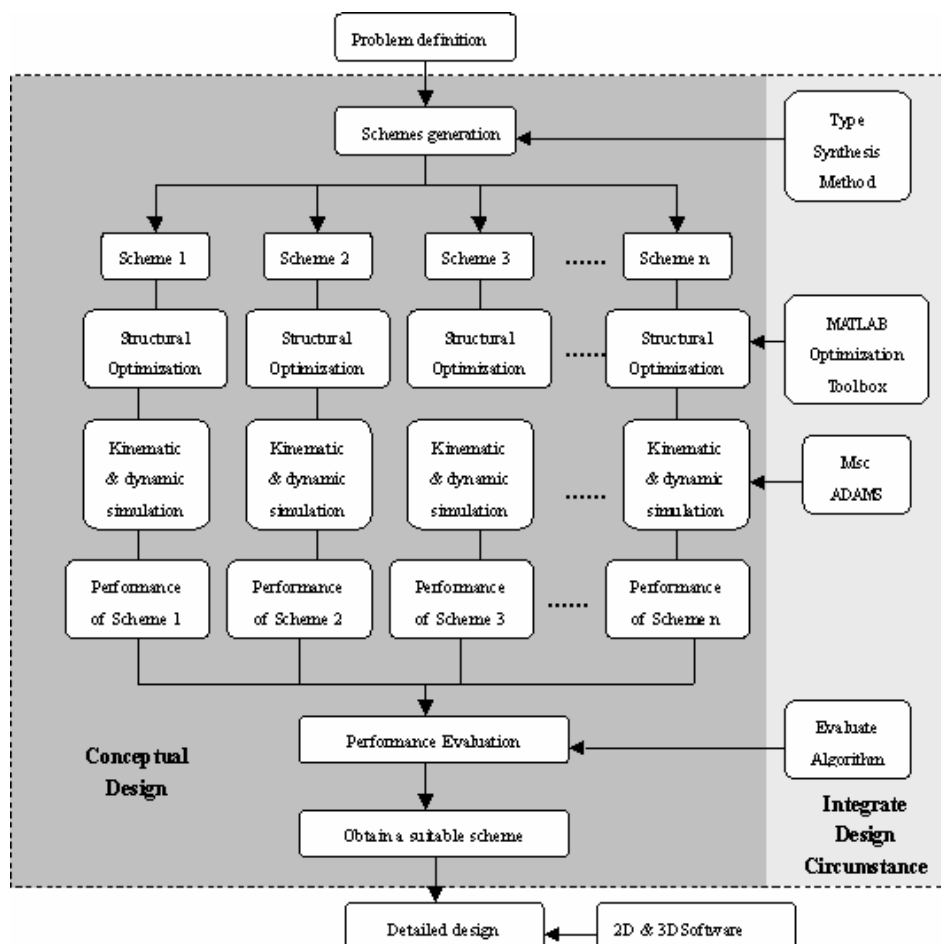 Problem definition
Schemes generation
Type
Synthesis
Method
Scheme 1
Scheme 2
Scheme 3
......
Scheme n
Structural
Optimization
Structural
Optimization
Structural
Optimization
......
Structural
Optimization
MATLAB
Optimization
Toolbox
Kinematic
& dynamic
simulation
Kinematic
& dynamic
simulation
Kinematic
& dynamic
simulation
......
Kinematic
& dynamic
simulation
Msc
ADAMS
Performance
of Scheme 1
Performance
of Scheme 2
Performance
of Scheme 3
......
Performance
of Scheme n
Performance Evaluation
Evaluate
Algorithm
Conceptual
Design
Obtain a suitable scheme
Integrate
Design
Circumstance
Detailed design
2D & 3D Software